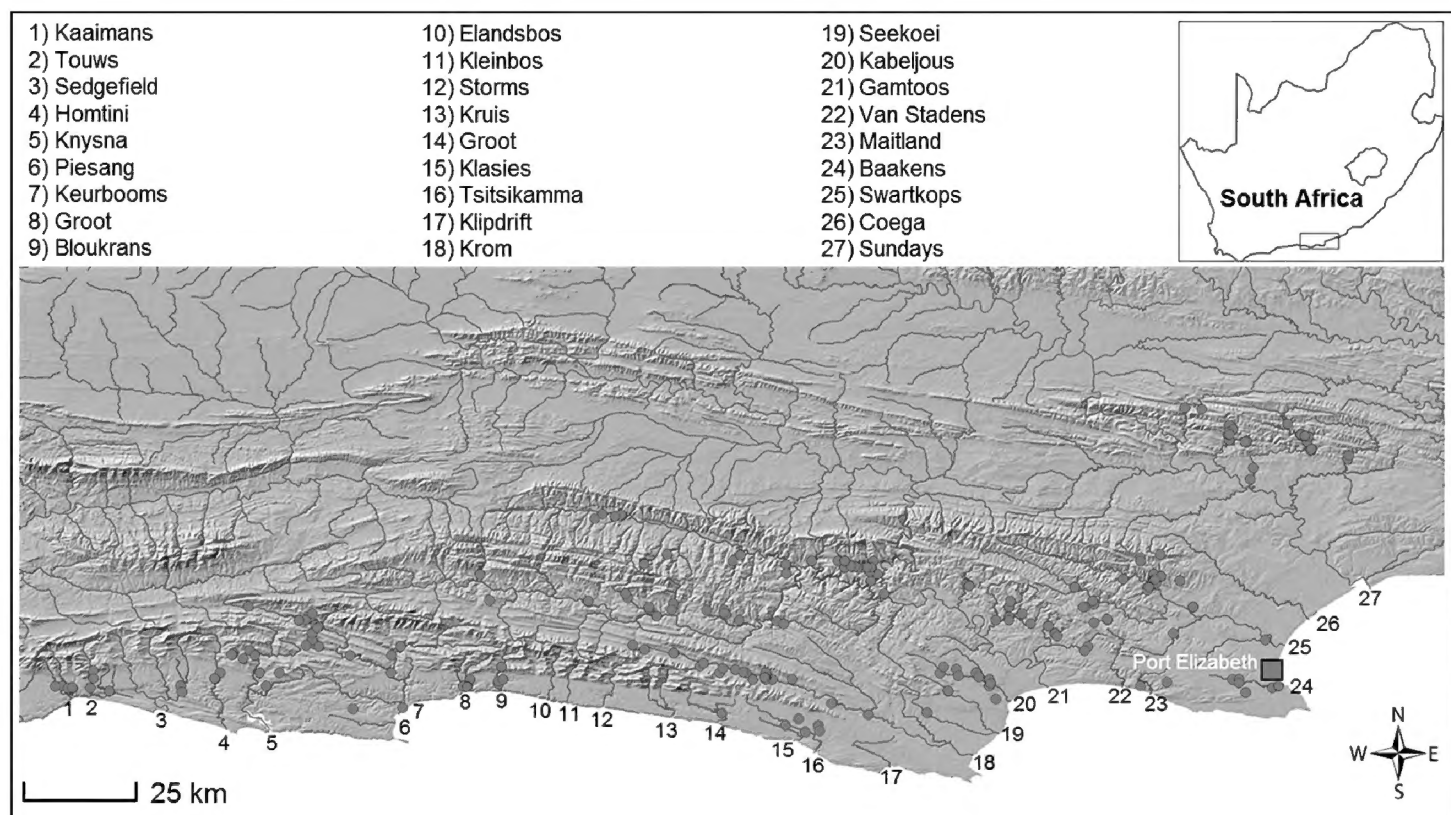 1) Kaaimans
2) Touws
3) Sedgefield
4) Homtini
5) Knysna
6) Piesang
7) Keurbooms
8) Groot
9) Bloukrans
10) Elandsbos
11) Kleinbos
12) Storms
13) Kruis
14) Groot
15) Klasies
16) Tsitsikamma
17) Klipdrift
18) Krom
19) Seekoei
20) Kabeljous
21) Gamtoos
22) Van Stadens
23) Maitland
24) Baakens
25) Swartkops
26) Coega
27) Sundays
South Africa
Port Elizabeth
1
2
3
4
5
6
7
8
9
10
11
12
13
14
15
16
17
18
19
20
21
22
23
24
25
26
27
N
W E
S
25 km